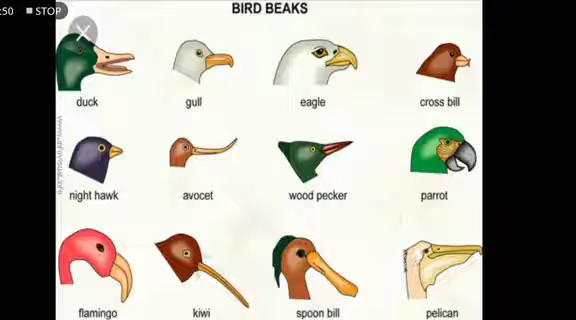 :50 STOP
BIRD BEAKS
duck gull eagle cross bill
night hawk avocet wood pecker parrot
flamingo kiwi spoon bill pelican